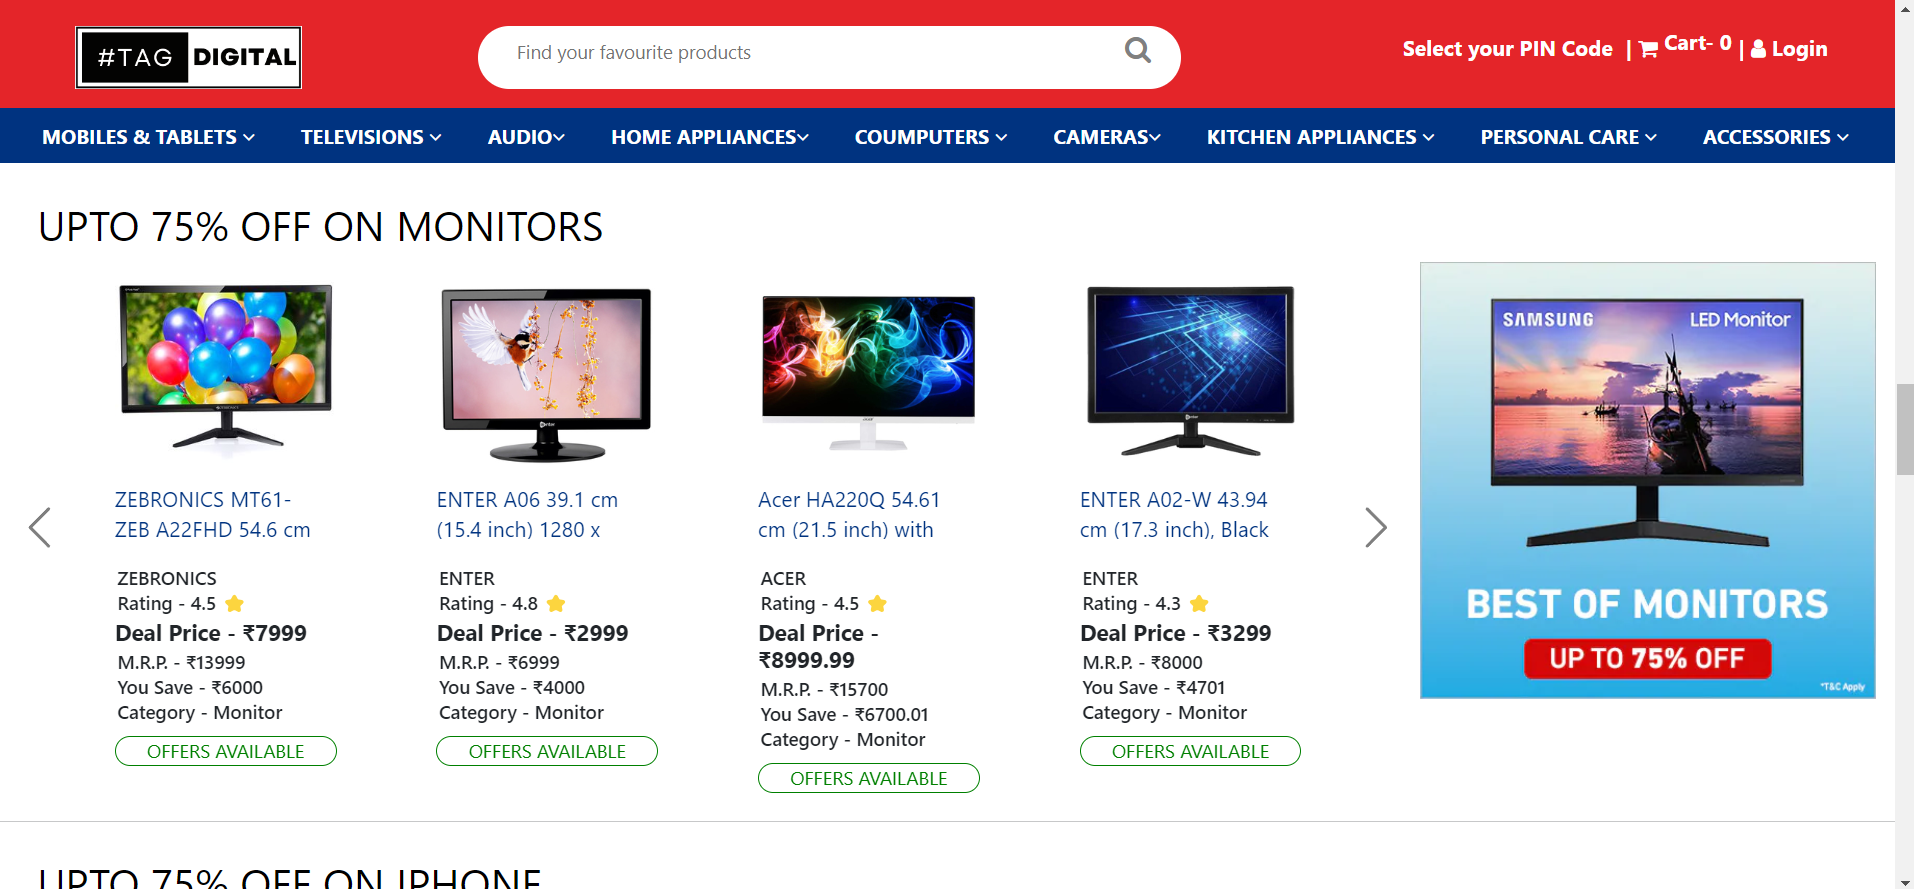 #TAG DIGITAL
Find your favourite products
Select your PIN Code | Cart- 0 | Login
MOBILES & TABLETS TELEVISIONS AUDIO HOME APPLIANCES COUMPUTERS CAMERAS KITCHEN APPLIANCES PERSONAL CARE ACCESSORIES
UPTO 75% OFF ON MONITORS
ZEBRONICS MT61-
ZEB A22FHD 54.6 cm
ZEBRONICS
Rating - 4.5
Deal Price - ₹7999
M.R.P. - ₹13999
You Save - ₹6000
Category - Monitor
OFFERS AVAILABLE
Enter
ENTER A06 39.1 cm
(15.4 inch) 1280 x
ENTER
Rating - 4.8
Deal Price - ₹2999
M.R.P. - ₹6999
You Save - ₹4000
Category - Monitor
OFFERS AVAILABLE
acer
Acer HA220Q 54.61
cm (21.5 inch) with
ACER
Rating - 4.5
Deal Price -
₹8999.99
M.R.P. - ₹15700
You Save - ₹6700.01
Category - Monitor
OFFERS AVAILABLE
Enter
ENTER A02-W 43.94
cm (17.3 inch), Black
ENTER
Rating - 4.3
Deal Price - ₹3299
M.R.P. - ₹8000
You Save - ₹4701
Category - Monitor
OFFERS AVAILABLE
SAMSUNG LED Monitor
BEST OF MONITORS
UP TO 75% OFF
*T&C Apply
UPTO 75% OFF ON IPHONE